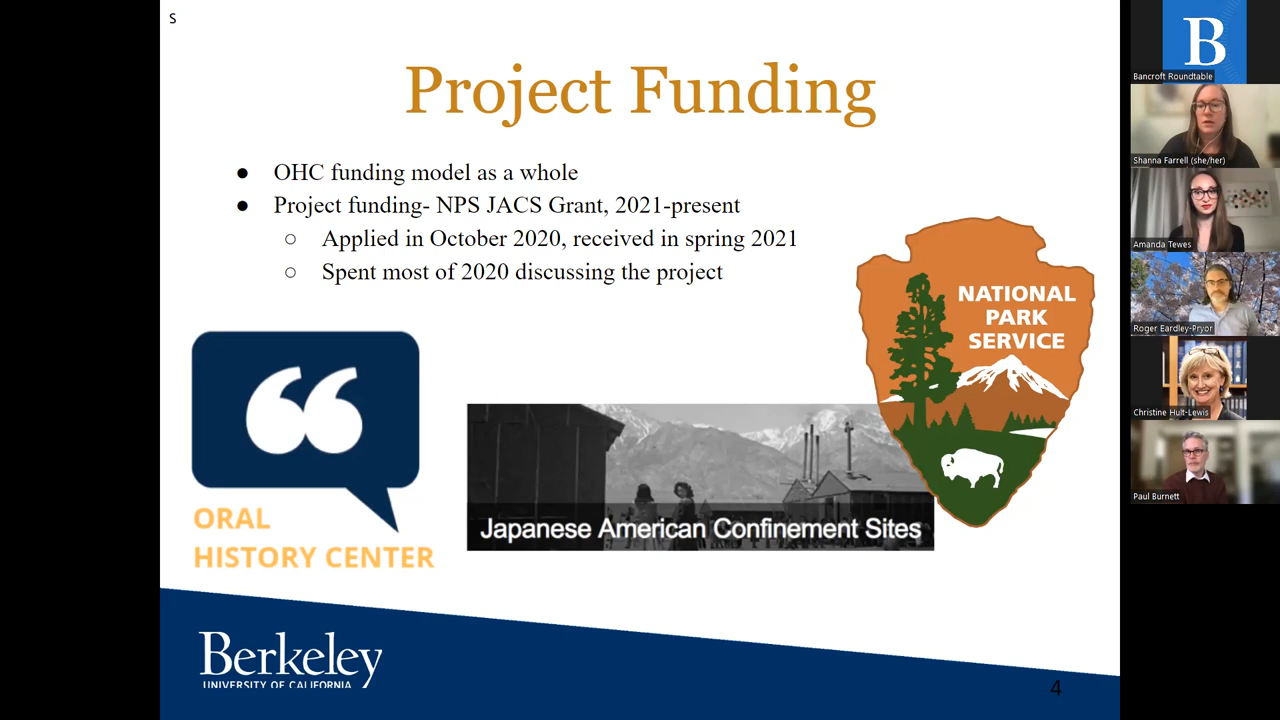 S
Project Funding
● OHC funding model as a whole
● Project funding- NPS JACS Grant, 2021-present
○ Applied in October 2020, received in spring 2021
○ Spent most of 2020 discussing the project
NATIONAL
PARK
SERVICE
ORAL
HISTORY CENTER
Japanese American Confinement Sites
Berkeley
UNIVERSITY OF CALIFORNIA
4
B
Bancroft Roundtable
Shanna Farrell (she/her)
Amanda Tewes
Roger Eardley-Pryor
Christine Hult-Lewis
Paul Burnett